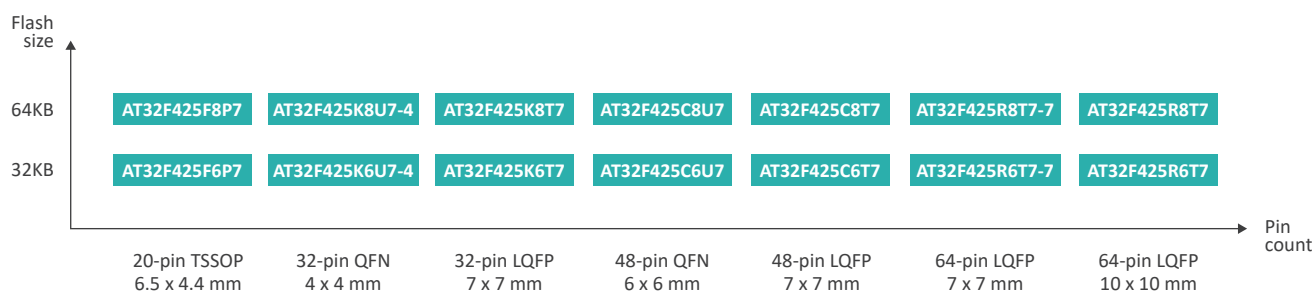 Flash
size
64KB
AT32F425F8P7 AT32F425K8U7-4 AT32F425K8T7 AT32F425C8U7 AT32F425C8T7 AT32F425R8T7-7 AT32F425R8T7
32KB
AT32F425F6P7 AT32F425K6U7-4 AT32F425K6T7 AT32F425C6U7 AT32F425C6T7 AT32F425R6T7-7 AT32F425R6T7
Pin
count
20-pin TSSOP 32-pin QFN 32-pin LQFP 48-pin QFN 48-pin LQFP 64-pin LQFP 64-pin LQFP
6.5 x 4.4 mm 4 x 4 mm 7 x 7 mm 6 x 6 mm 7 x 7 mm 7 x 7 mm 10 x 10 mm